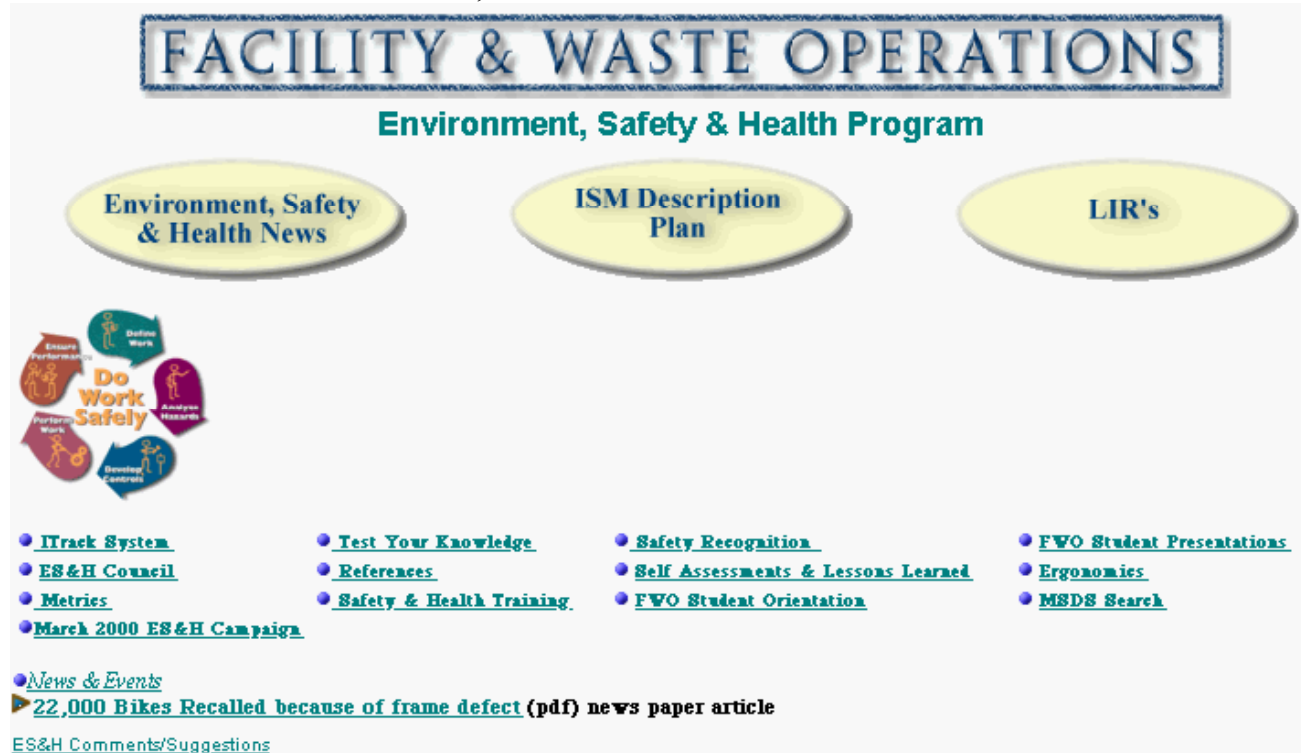 FACILITY & WASTE OPERATIONS
Environment, Safety & Health Program
Environment, Safety
& Health News
ISM Description
Plan
LIR's
Define
Work
Analyze
Hazards
Develop
Controls
Perform
Work
Ensure
Performance
Do
Work
Safely
ITrack System
Test Your Knowledge
Safety Recognition
FWO Student Presentations
ES&H Council
References
Self Assessments & Lessons Learned
Ergonomics
Metrics
Safety & Health Training
FWO Student Orientation
MSDS Search
March 2000 ES&H Campaign
News & Events
22,000 Bikes Recalled because of frame defect (pdf) news paper article
ES&H Comments/Suggestions